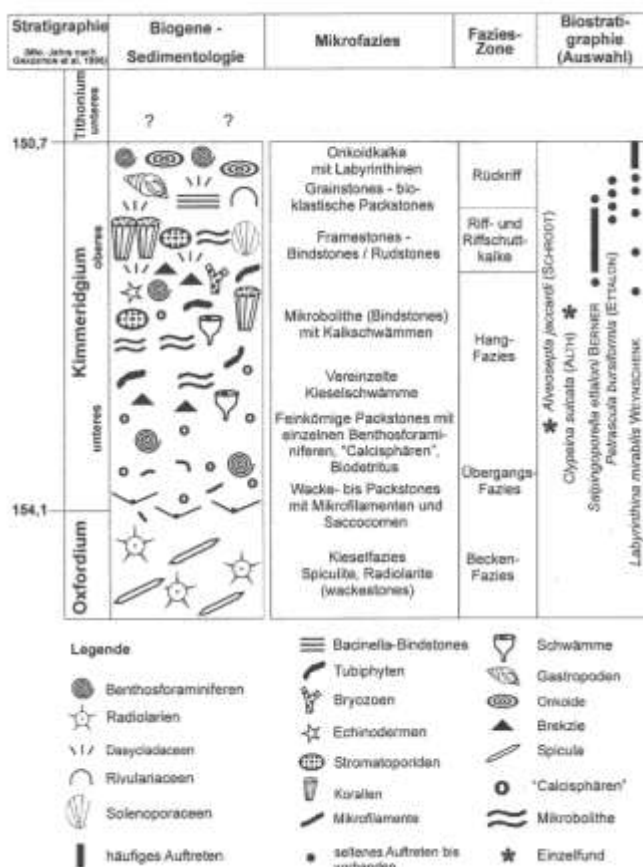 Stratigraphie
(Mio. Jahre nach
GRADSTEIN et al. 1996)
Biogene -
Sedimentologie
Mikrofazies
Fazies-
Zone
Biostrati-
graphie
(Auswahl)
Tithonium
unteres
?
?
150,7
Kimmeridgium
oberes
unteres
154,1
Oxfordium
Onkoidkalke
mit Labyrinthinen
Grainstones - bio-
klastische Packstones
Framestones -
Bindstones / Rudstones
Mikrobolithe (Bindstones)
mit Kalkschwämmen
Vereinzelte
Kieselschwämme
Feinkörnige Packstones mit
einzelnen Benthosforami-
niferen, "Calcisphären",
Biodetritus
Wacke- bis Packstones
mit Mikrofilamenten und
Saccocomen
Kieselfazies
Spiculite, Radiolarite
(wackestones)
Rückriff
Riff- und
Riffschutt-
kalke
Hang-
Fazies
Übergangs-
Fazies
Becken-
Fazies
Alveosepta jaccardi (SCHRODT)
Clypeina sulcata (ALTH)
Salpingoporella ettaloni BERNIER
Petrascula bursiformis (ETTALON)
Labyrinthina mirabilis WEYNSCHENK
Legende
Benthosforaminiferen
Radiolarien
Dasycladaceen
Rivulariaceen
Solenoporaceen
häufiges Auftreten
Bacinella-Bindstones
Tubiphyten
Bryozoen
Echinodermen
Stromatoporiden
Korallen
Mikrofilamente
seltenes Auftreten bis
vorhanden
Schwämme
Gastropoden
Onkoide
Brekzie
Spicula
"Calcisphären"
Mikrobolithe
Einzelfund